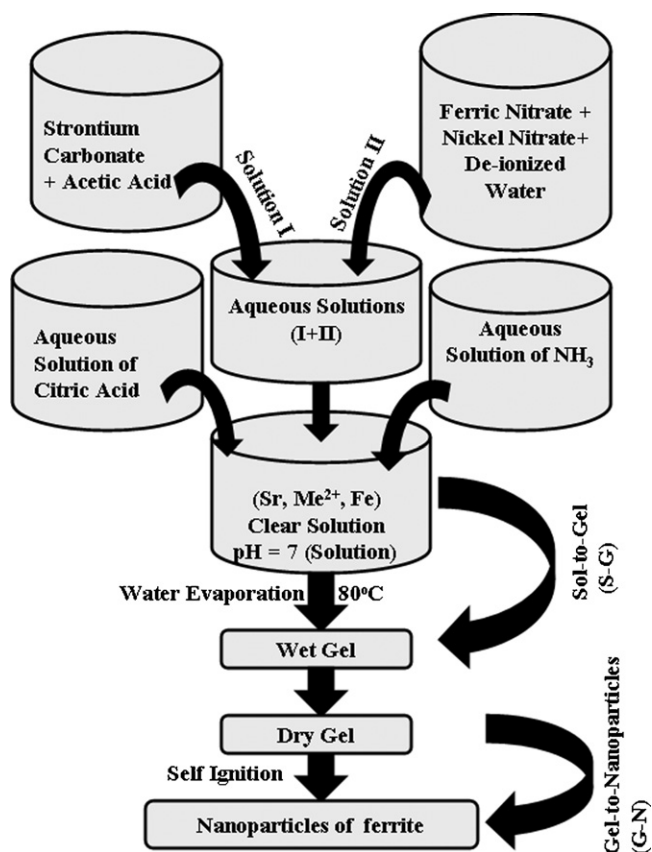 Strontium
Carbonate
+ Acetic Acid
Solution I
Solution II
Ferric Nitrate +
Nickel Nitrate+
De-ionized
Water
Aqueous Solutions
(I+II)
Aqueous
Solution of
Citric Acid
Aqueous
Solution of NH₃
(Sr, Me²⁺, Fe)
Clear Solution
pH = 7 (Solution)
Sol-to-Gel
(S-G)
Water Evaporation
80°C
Wet Gel
Dry Gel
Self Ignition
Gel-to-Nanoparticles
(G-N)
Nanoparticles of ferrite